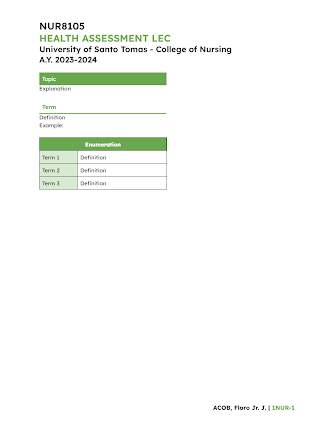 NUR8105
HEALTH ASSESSMENT LEC
University of Santo Tomas - College of Nursing
A.Y. 2023-2024
Topic
Explanation
Term
Definition
Example:
Enumeration
Term 1 Definition
Term 2 Definition
Term 3 Definition
ACOB, Floro Jr. J. | 1NUR-1